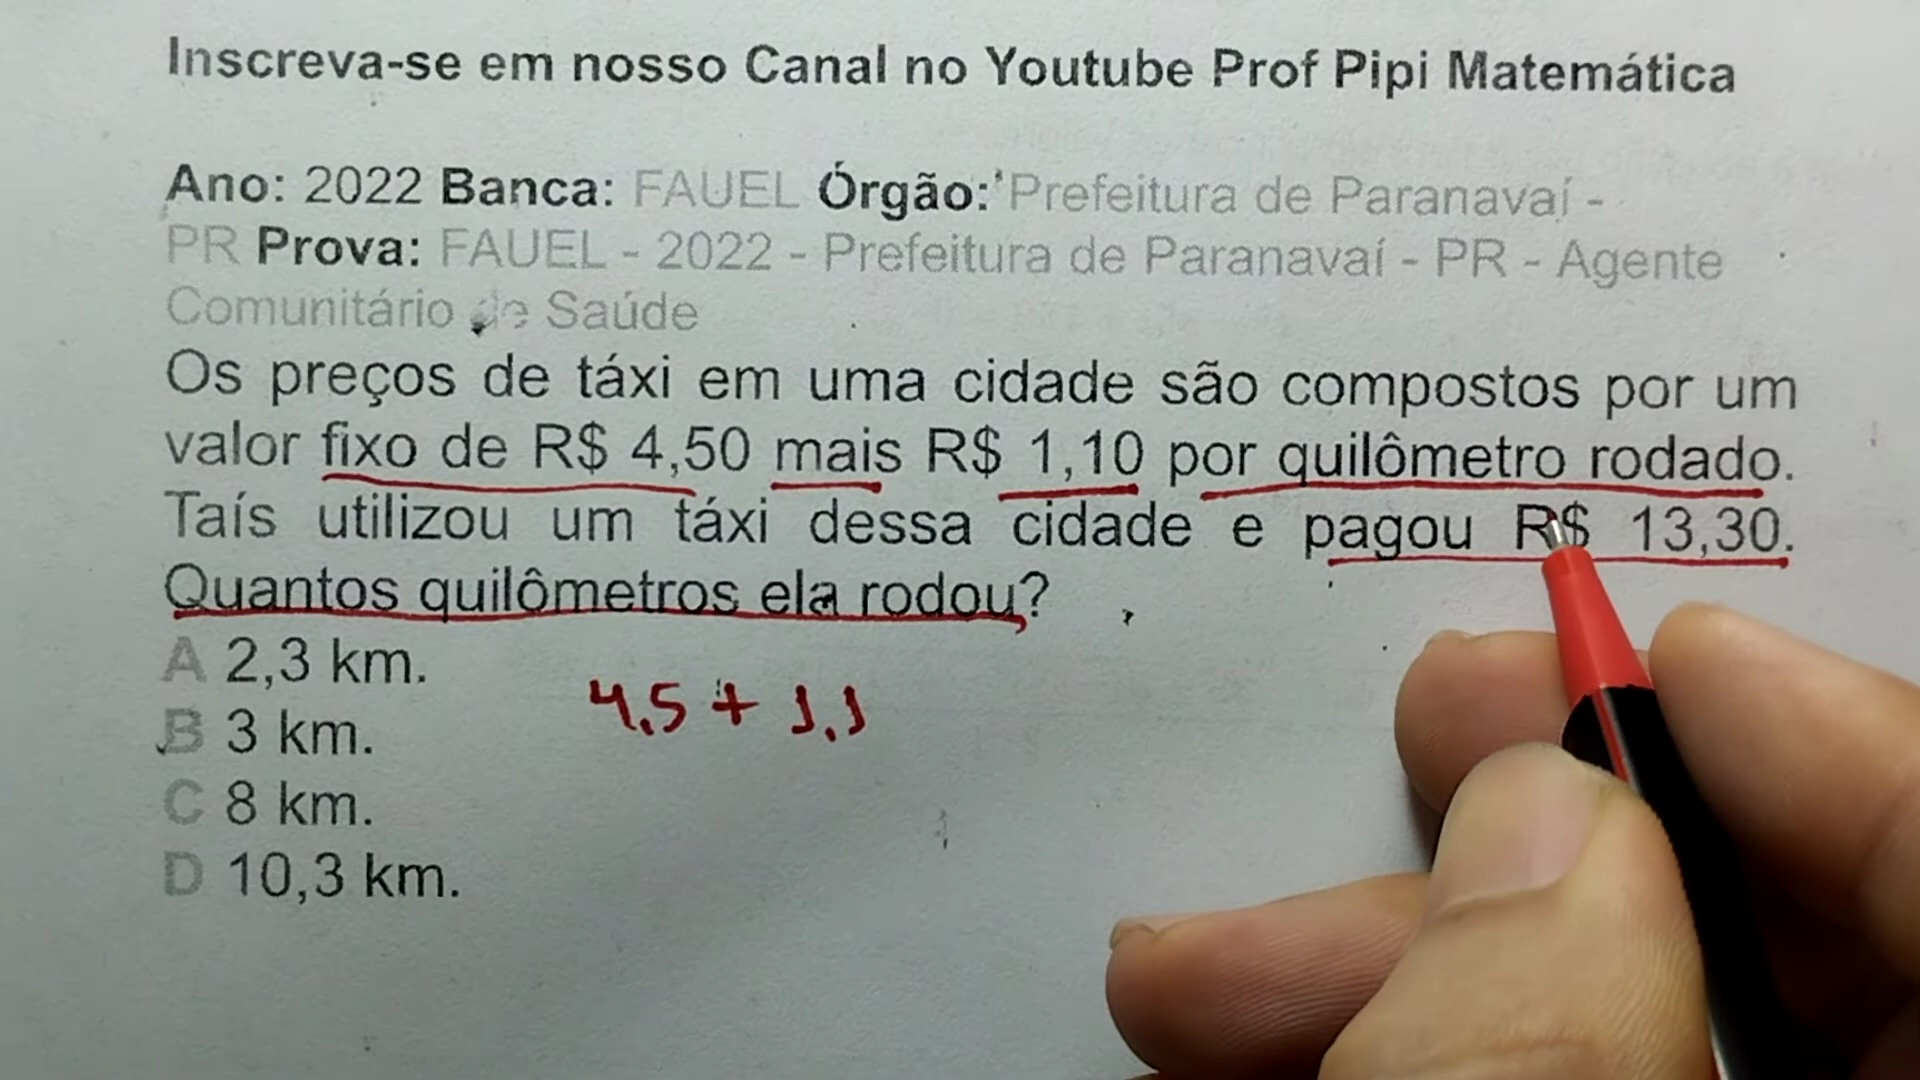 Inscreva-se em nosso Canal no Youtube Prof Pipi Matemática
Ano: 2022 Banca: FAUEL Órgão: Prefeitura de Paranavaí -
PR Prova: FAUEL - 2022 - Prefeitura de Paranavaí - PR - Agente
Comunitário de Saúde
Os preços de táxi em uma cidade são compostos por um
valor fixo de R$ 4,50 mais R$ 1,10 por quilômetro rodado.
Taís utilizou um táxi dessa cidade e pagou R$ 13,30.
Quantos quilômetros ela rodou?
A 2,3 km.
B 3 km.
C 8 km.
D 10,3 km.
4,5 + 1,1